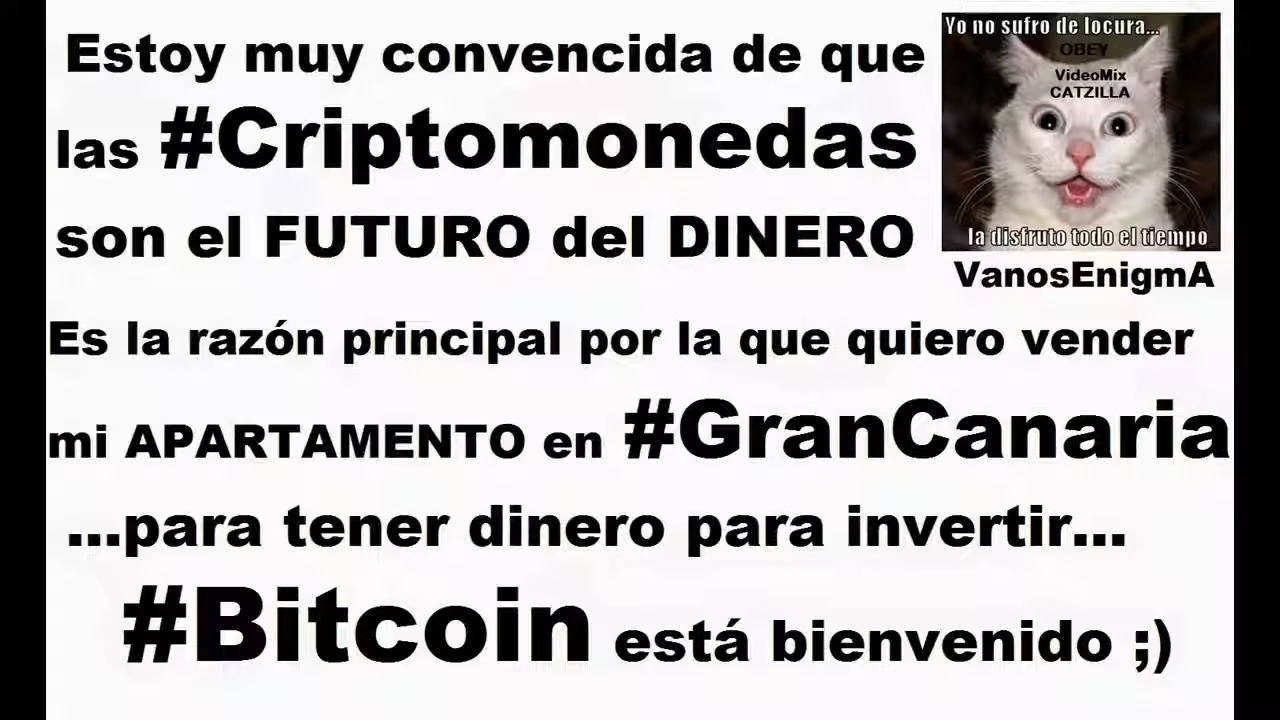 Estoy muy convencida de que
las #Criptomonedas
son el FUTURO del DINERO
Yo no sufro de locura...
OBEY
VideoMix
CATZILLA
la disfruto todo el tiempo
VanosEnigmA
Es la razón principal por la que quiero vender
mi APARTAMENTO en #GranCanaria
...para tener dinero para invertir...
#Bitcoin está bienvenido ;)